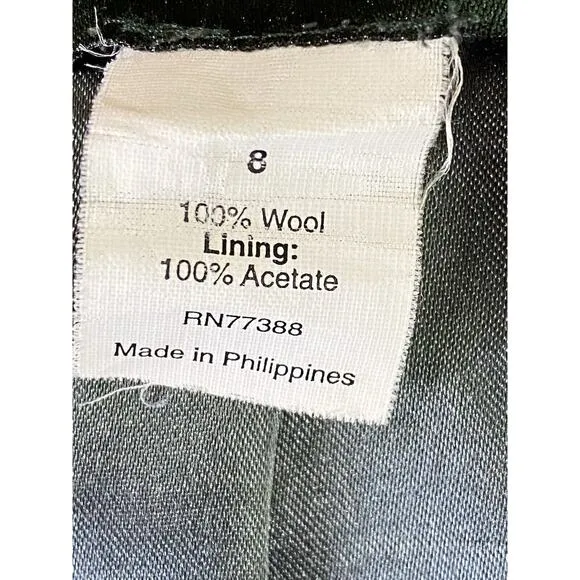 8
100% Wool
Lining:
100% Acetate
RN77388
Made in Philippines